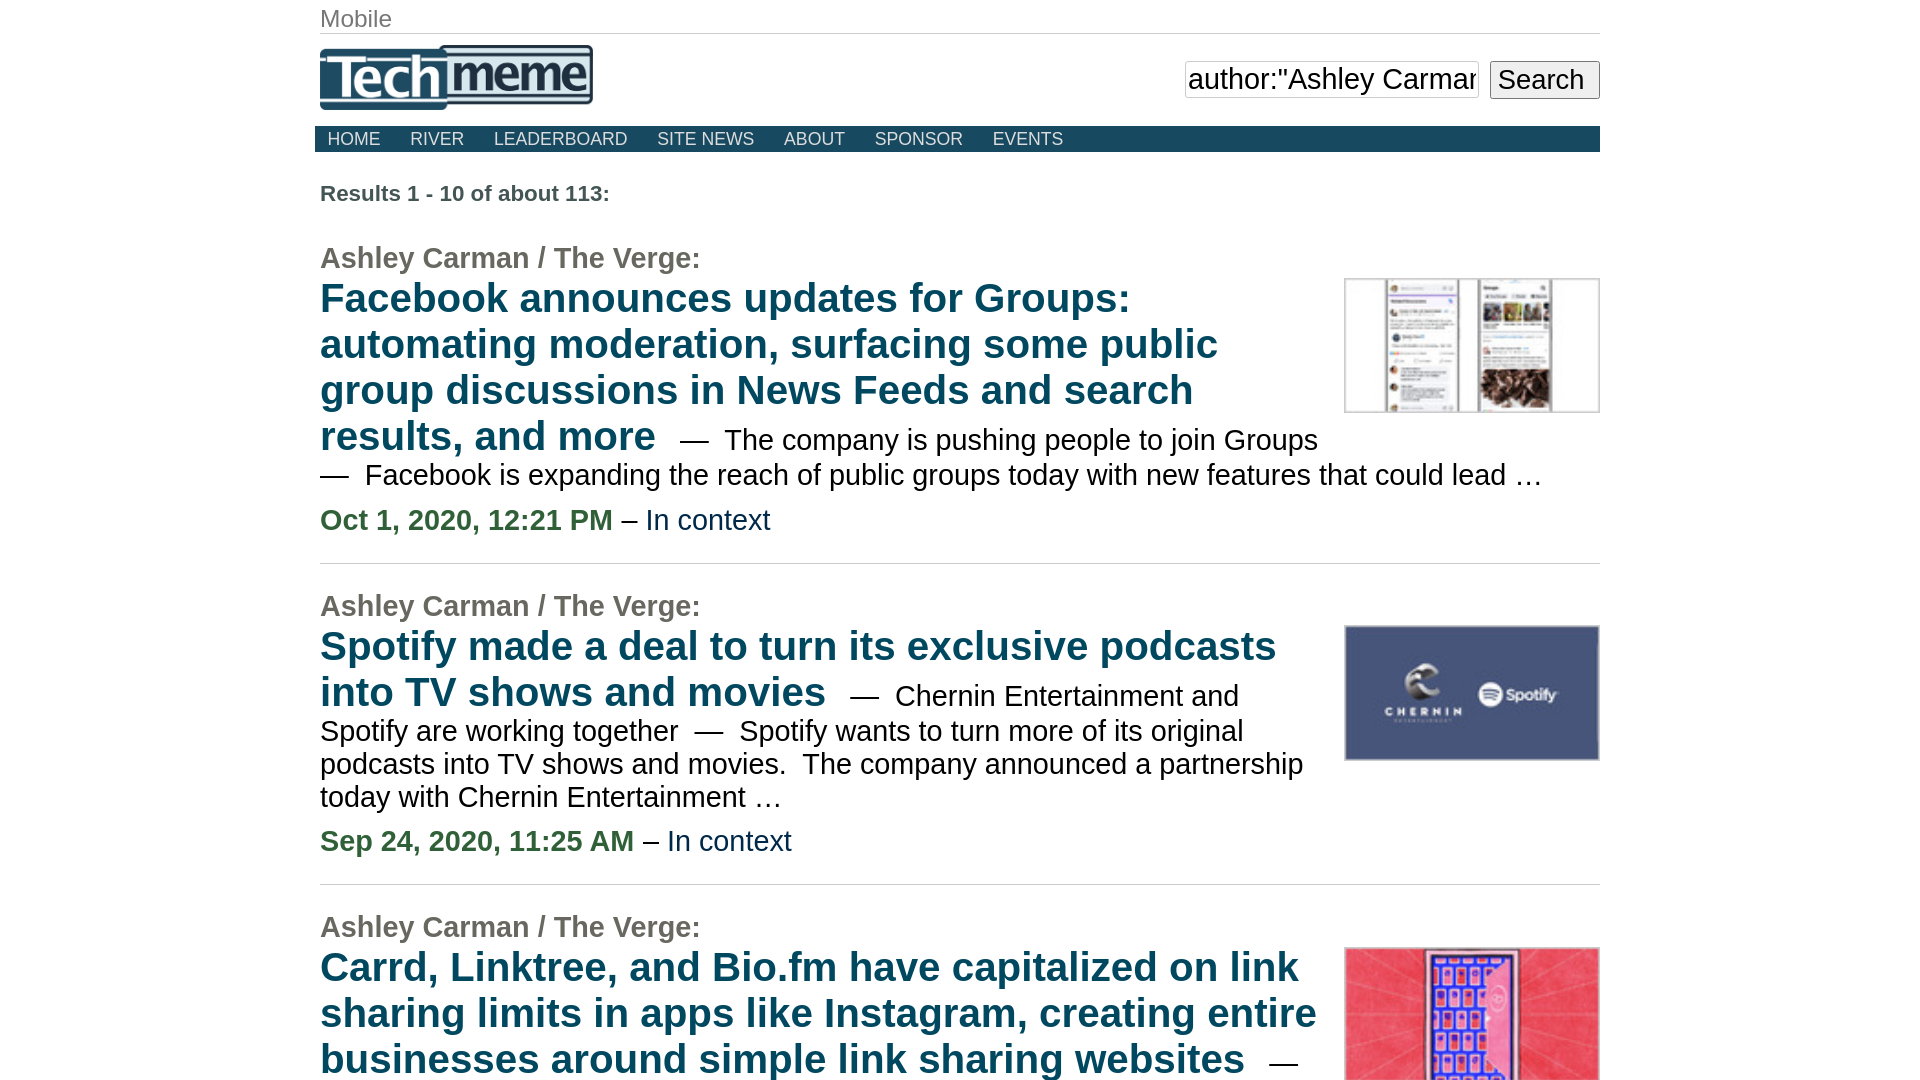 Mobile
Techmeme
author:"Ashley Carman
Search
HOME RIVER LEADERBOARD SITE NEWS ABOUT SPONSOR EVENTS
Results 1 - 10 of about 113:
Ashley Carman / The Verge:
Facebook announces updates for Groups:
automating moderation, surfacing some public
group discussions in News Feeds and search
results, and more — The company is pushing people to join Groups
— Facebook is expanding the reach of public groups today with new features that could lead …
Oct 1, 2020, 12:21 PM – In context
Ashley Carman / The Verge:
Spotify made a deal to turn its exclusive podcasts
into TV shows and movies — Chernin Entertainment and
Spotify are working together — Spotify wants to turn more of its original
podcasts into TV shows and movies. The company announced a partnership
today with Chernin Entertainment …
CHERNIN
ENTERTAINMENT
Spotify
Sep 24, 2020, 11:25 AM – In context
Ashley Carman / The Verge:
Carrd, Linktree, and Bio.fm have capitalized on link
sharing limits in apps like Instagram, creating entire
businesses around simple link sharing websites —